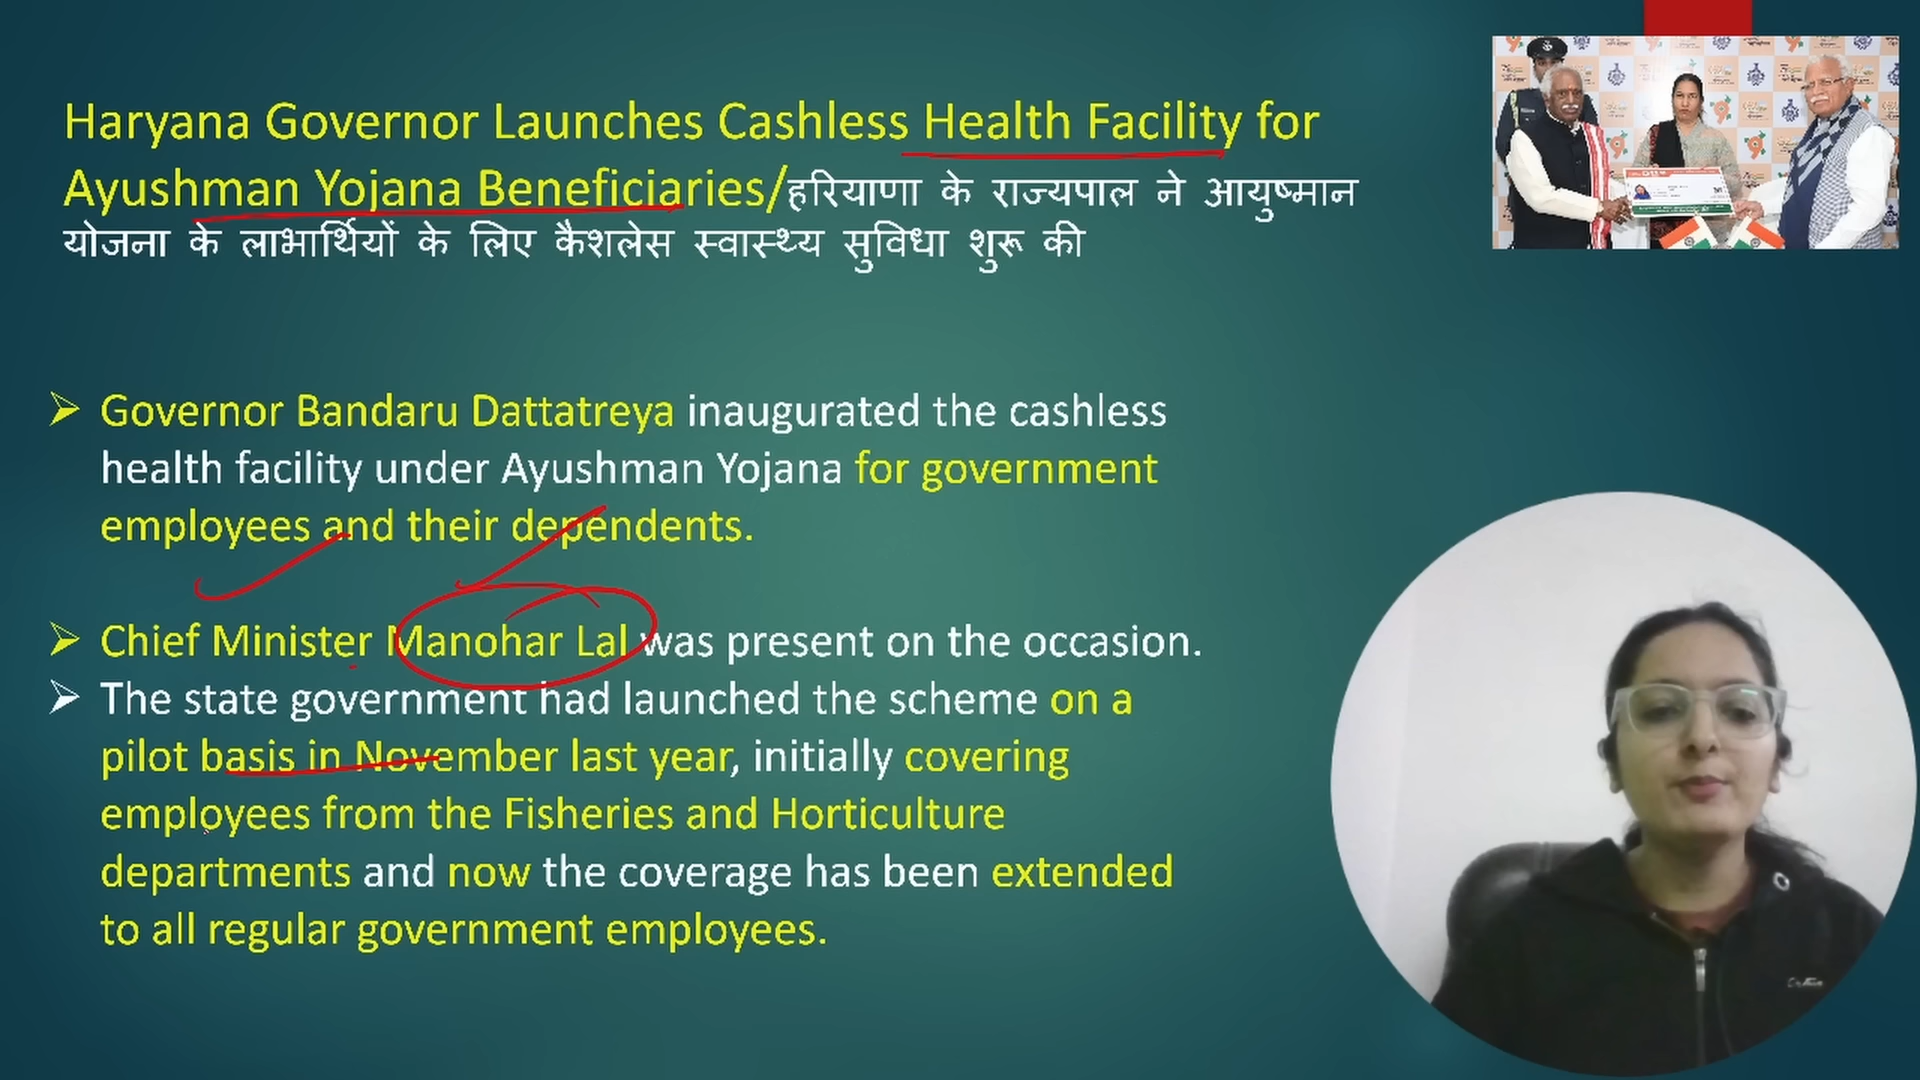 Haryana Governor Launches Cashless Health Facility for
Ayushman Yojana Beneficiaries/हरियाणा के राज्यपाल ने आयुष्मान
योजना के लाभार्थियों के लिए कैशलेस स्वास्थ्य सुविधा शुरू की
Governor Bandaru Dattatreya inaugurated the cashless
health facility under Ayushman Yojana for government
employees and their dependents.
Chief Minister Manohar Lal was present on the occasion.
The state government had launched the scheme on a
pilot basis in November last year, initially covering
employees from the Fisheries and Horticulture
departments and now the coverage has been extended
to all regular government employees.